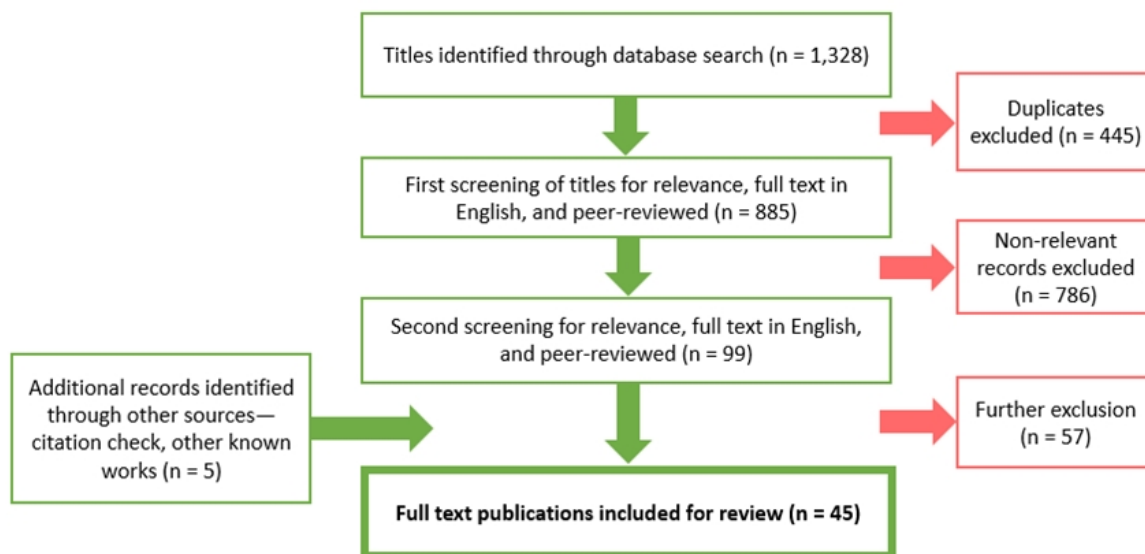 Titles identified through database search (n = 1,328)
Duplicates
excluded (n = 445)
First screening of titles for relevance, full text in
English, and peer-reviewed (n = 885)
Non-relevant
records excluded
(n = 786)
Second screening for relevance, full text in English,
and peer-reviewed (n = 99)
Additional records identified
through other sources—
citation check, other known
works (n = 5)
Further exclusion
(n = 57)
Full text publications included for review (n = 45)